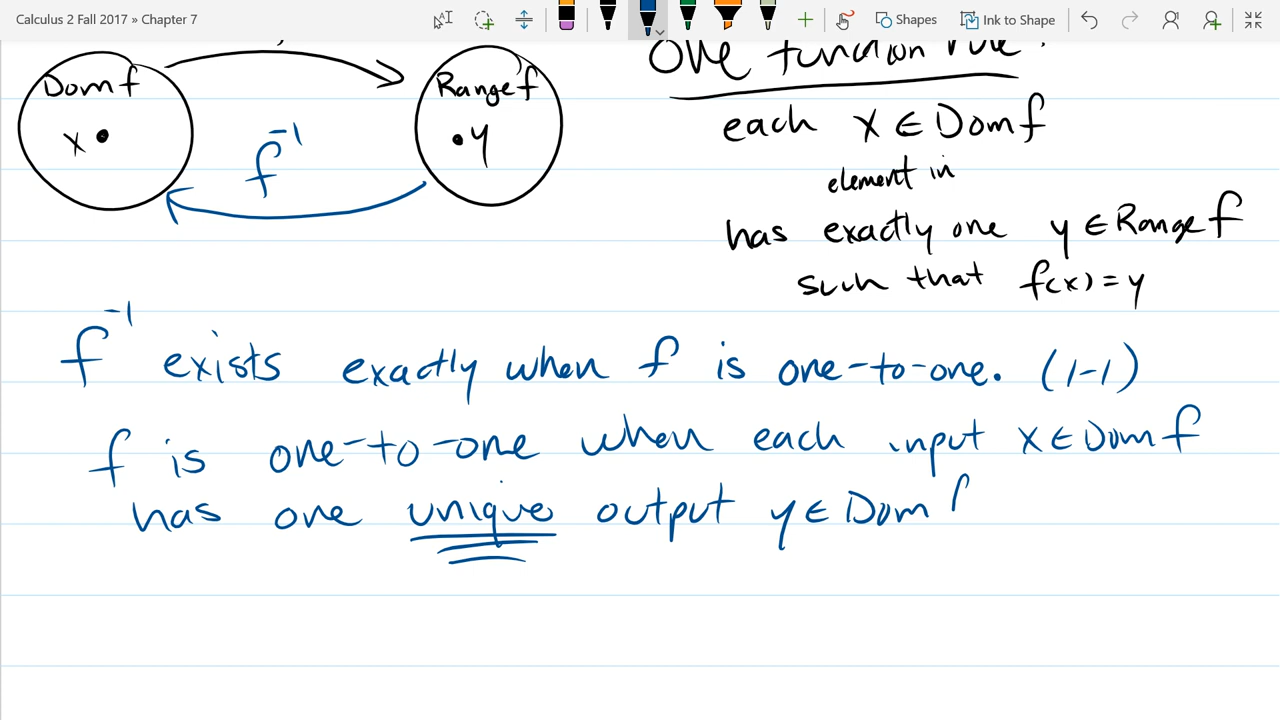 Calculus 2 Fall 2017 » Chapter 7
Shapes
Ink to Shape
one function rule:
Dom f
Range f
each x ∈ Dom f
x
y
f⁻¹
element in
has exactly one y ∈ Range f
such that f(x) = y
f⁻¹ exists exactly when f is one-to-one. (1-1)
f is one-to-one when each input x ∈ Dom f
has one unique output y ∈ Dom f